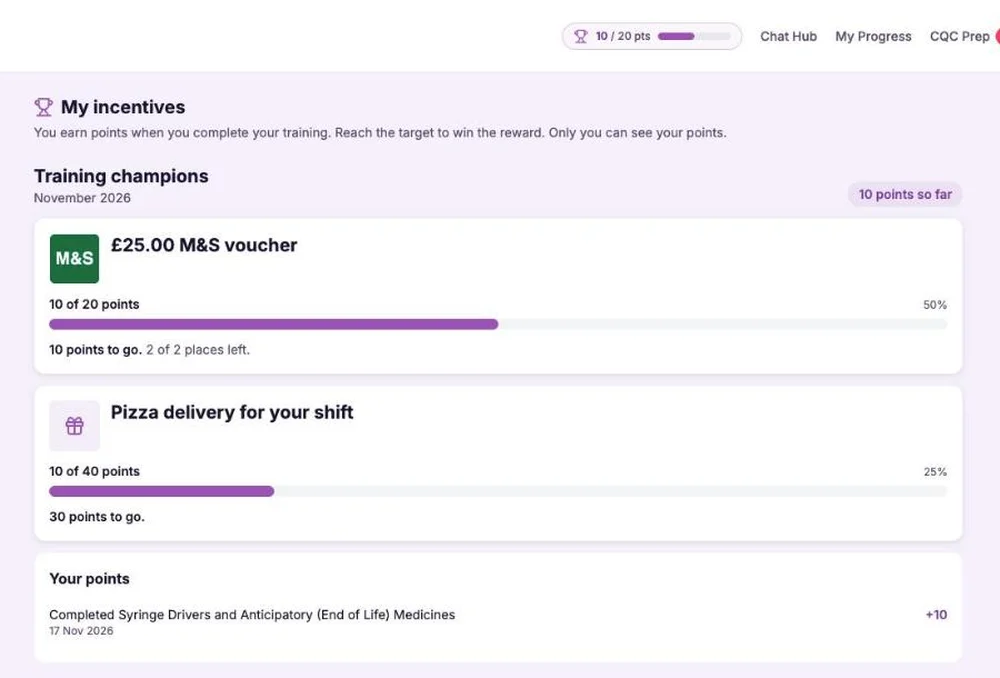 10 / 20 pts
Chat Hub
My Progress
CQC Prep
My incentives
You earn points when you complete your training. Reach the target to win the reward. Only you can see your points.
Training champions
November 2026
10 points so far
M&S
£25.00 M&S voucher
10 of 20 points
50%
10 points to go. 2 of 2 places left.
Pizza delivery for your shift
10 of 40 points
25%
30 points to go.
Your points
Completed Syringe Drivers and Anticipatory (End of Life) Medicines
+10
17 Nov 2026